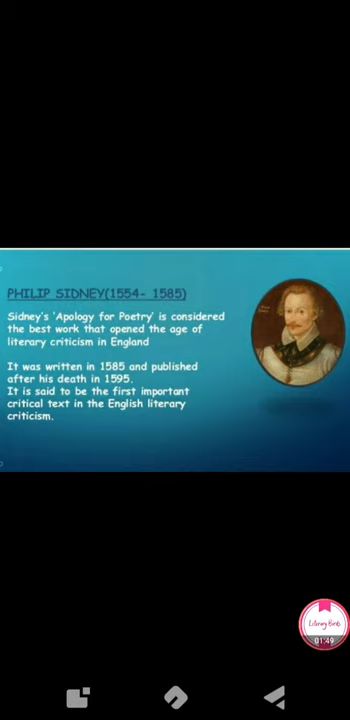 PHILIP SIDNEY(1554- 1585)
Sidney's 'Apology for Poetry' is considered
the best work that opened the age of
literary criticism in England
It was written in 1585 and published
after his death in 1595.
It is said to be the first important
critical text in the English literary
criticism.
Literary Birds
01:49